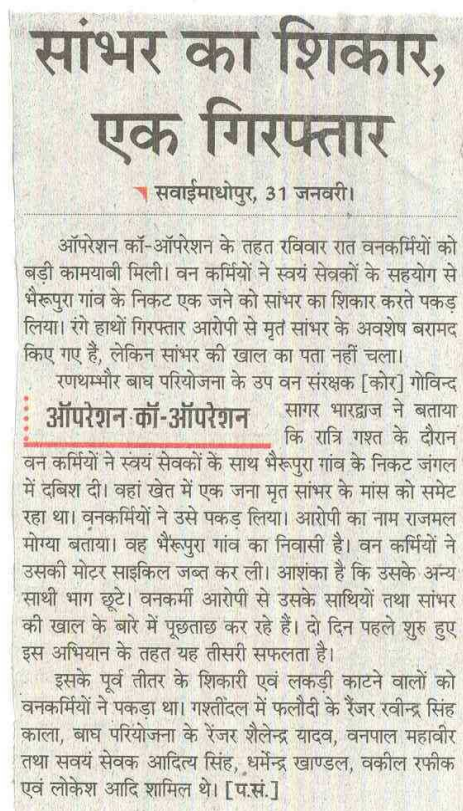 सांभर का शिकार,
एक गिरफ्तार
सवाईमाधोपुर, 31 जनवरी।
ऑपरेशन कॉ-ऑपरेशन के तहत रविवार रात वनकर्मियों को
बड़ी कामयाबी मिली। वन कर्मियों ने स्वयं सेवकों के सहयोग से
भैरूपुरा गांव के निकट एक जने को सांभर का शिकार करते पकड़
लिया। रंगे हाथों गिरफ्तार आरोपी से मृत सांभर के अवशेष बरामद
किए गए हैं, लेकिन सांभर की खाल का पता नहीं चला।
रणथम्भौर बाघ परियोजना के उप वन संरक्षक [कोर] गोविन्द
ऑपरेशन कॉ-ऑपरेशन
सागर भारद्वाज ने बताया
कि रात्रि गश्त के दौरान
वन कर्मियों ने स्वयं सेवकों के साथ भैरूपुरा गांव के निकट जंगल
में दबिश दी। वहां खेत में एक जना मृत सांभर के मांस को समेट
रहा था। वनकर्मियों ने उसे पकड़ लिया। आरोपी का नाम राजमल
मोग्या बताया। वह भैरूपुरा गांव का निवासी है। वन कर्मियों ने
उसकी मोटर साइकिल जब्त कर ली। आशंका है कि उसके अन्य
साथी भाग छूटे। वनकर्मी आरोपी से उसके साथियों तथा सांभर
की खाल के बारे में पूछताछ कर रहे हैं। दो दिन पहले शुरु हुए
इस अभियान के तहत यह तीसरी सफलता है।
इसके पूर्व तीतर के शिकारी एवं लकड़ी काटने वालों को
वनकर्मियों ने पकड़ा था। गश्तीदल में फलौदी के रैंजर रवीन्द्र सिंह
काला, बाघ परियोजना के रेंजर शैलेन्द्र यादव, वनपाल महावीर
तथा सवयं सेवक आदित्य सिंह, धर्मेन्द्र खाण्डल, वकील रफीक
एवं लोकेश आदि शामिल थे। [प.सं.]